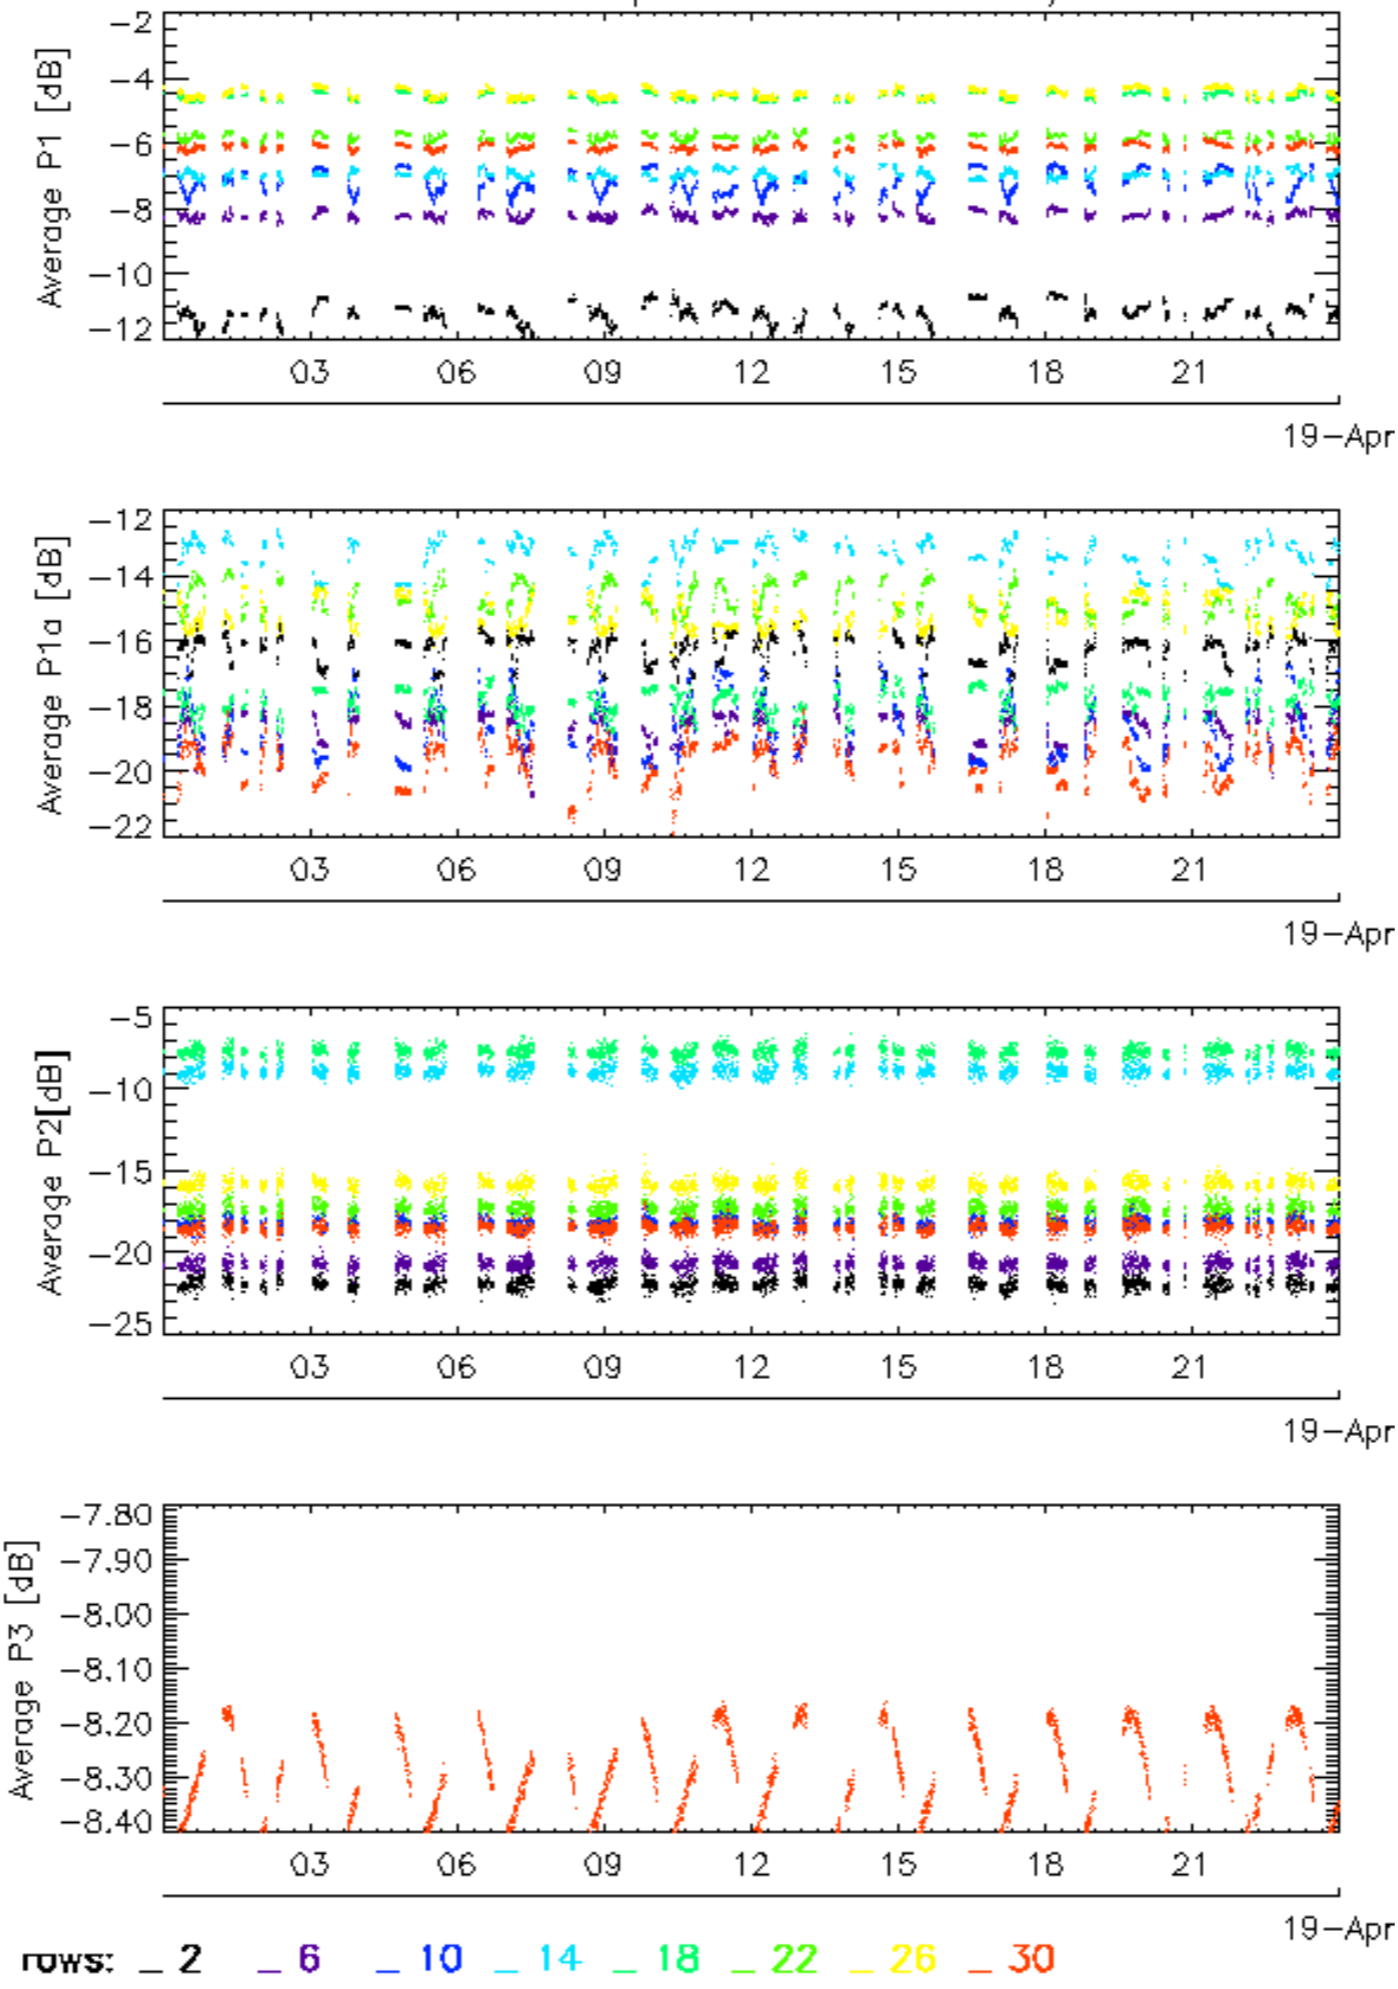 Average P1 [dB]
−2
−4
−6
−8
−10
−12
03 06 09 12 15 18 21
19−Apr
Average P1a [dB]
−12
−14
−16
−18
−20
−22
03 06 09 12 15 18 21
19−Apr
Average P2[dB]
−5
−10
−15
−20
−25
03 06 09 12 15 18 21
19−Apr
Average P3 [dB]
−7.80
−7.90
−8.00
−8.10
−8.20
−8.30
−8.40
03 06 09 12 15 18 21
19−Apr
rows: _ 2 _ 6 _ 10 _ 14 _ 18 _ 22 _ 26 _ 30